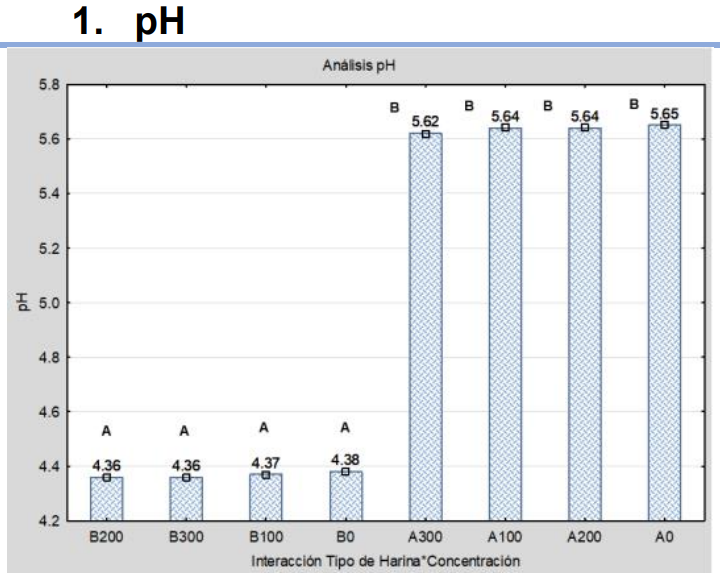 1. pH
Análisis pH
5.8
5.6
5.4
5.2
5.0
4.8
4.6
4.4
4.2
pH
A A A A B B B B
4.36 4.36 4.37 4.38 5.62 5.64 5.64 5.65
B200 B300 B100 B0 A300 A100 A200 A0
Interacción Tipo de Harina*Concentración